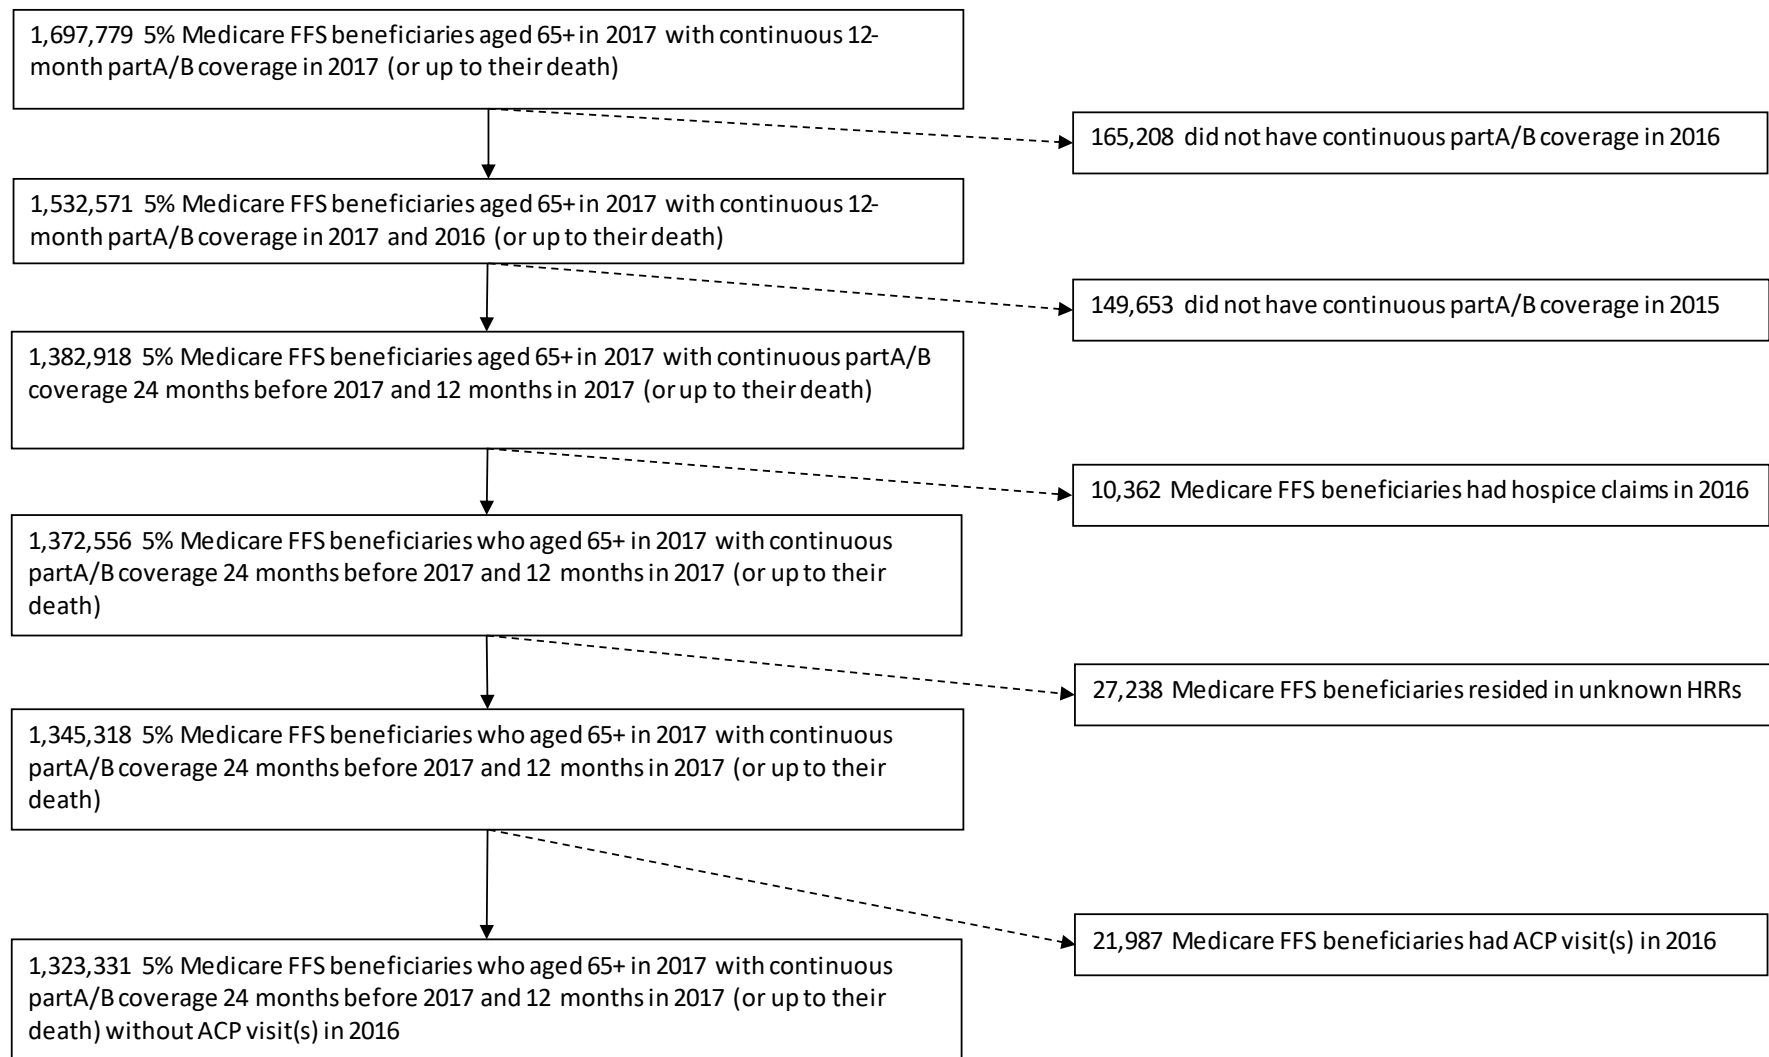 1,697,779 5% Medicare FFS beneficiaries aged 65+ in 2017 with continuous 12-
month partA/B coverage in 2017 (or up to their death)
165,208 did not have continuous partA/B coverage in 2016
1,532,571 5% Medicare FFS beneficiaries aged 65+ in 2017 with continuous 12-
month partA/B coverage in 2017 and 2016 (or up to their death)
149,653 did not have continuous partA/B coverage in 2015
1,382,918 5% Medicare FFS beneficiaries aged 65+ in 2017 with continuous partA/B
coverage 24 months before 2017 and 12 months in 2017 (or up to their death)
10,362 Medicare FFS beneficiaries had hospice claims in 2016
1,372,556 5% Medicare FFS beneficiaries who aged 65+ in 2017 with continuous
partA/B coverage 24 months before 2017 and 12 months in 2017 (or up to their
death)
27,238 Medicare FFS beneficiaries resided in unknown HRRs
1,345,318 5% Medicare FFS beneficiaries who aged 65+ in 2017 with continuous
partA/B coverage 24 months before 2017 and 12 months in 2017 (or up to their
death)
21,987 Medicare FFS beneficiaries had ACP visit(s) in 2016
1,323,331 5% Medicare FFS beneficiaries who aged 65+ in 2017 with continuous
partA/B coverage 24 months before 2017 and 12 months in 2017 (or up to their
death) without ACP visit(s) in 2016